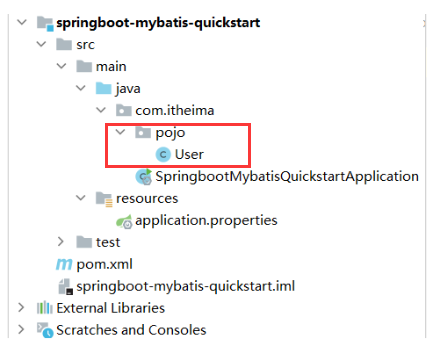 springboot-mybatis-quickstart
src
main
java
com.itheima
pojo
User
SpringbootMybatisQuickstartApplication
resources
application.properties
test
pom.xml
springboot-mybatis-quickstart.iml
External Libraries
Scratches and Consoles